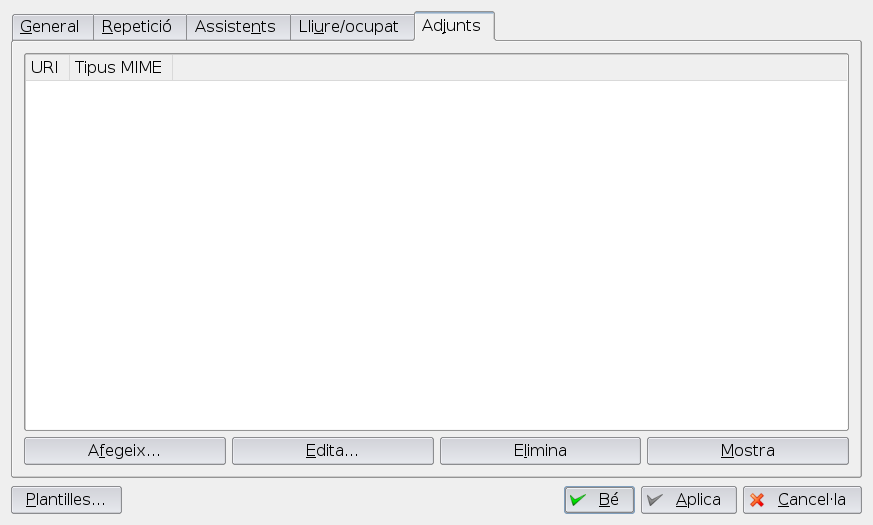 General Repetició Assistents Lliure/ocupat Adjunts
URI Tipus MIME
Afegeix... Edita... Elimina Mostra
Plantilles... Bé Aplica Cancel·la